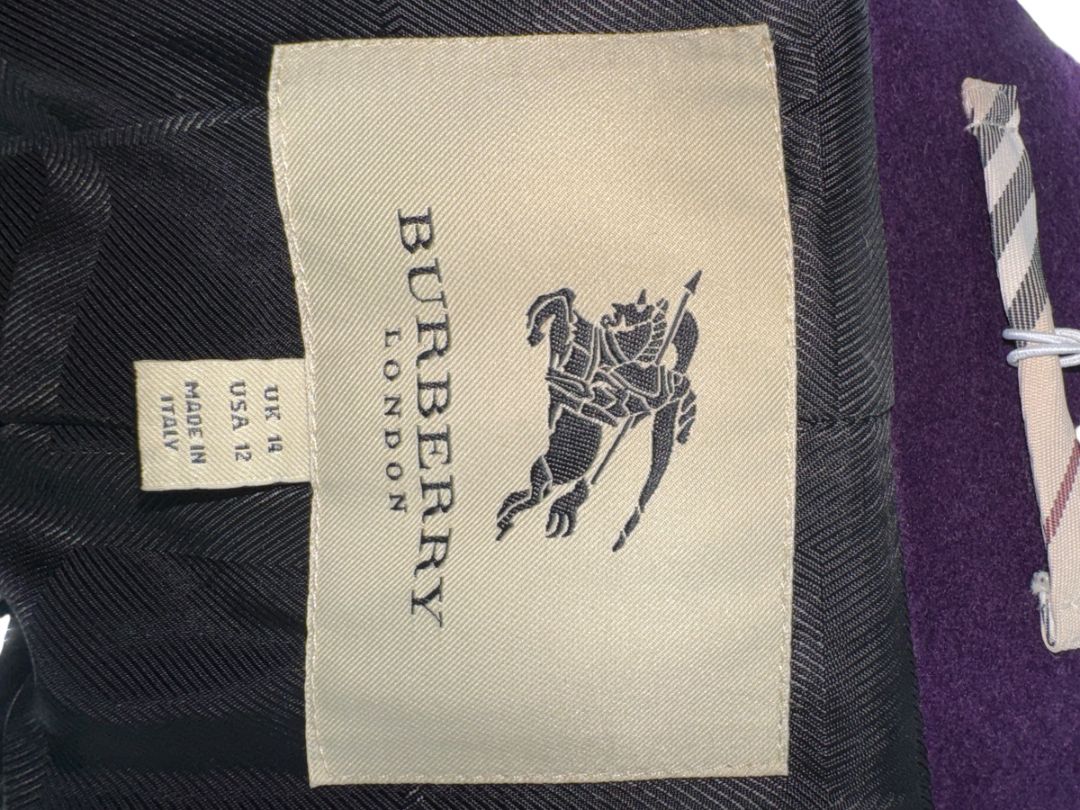 BURBERRY
LONDON
UK 14
USA 12
MADE IN
ITALY